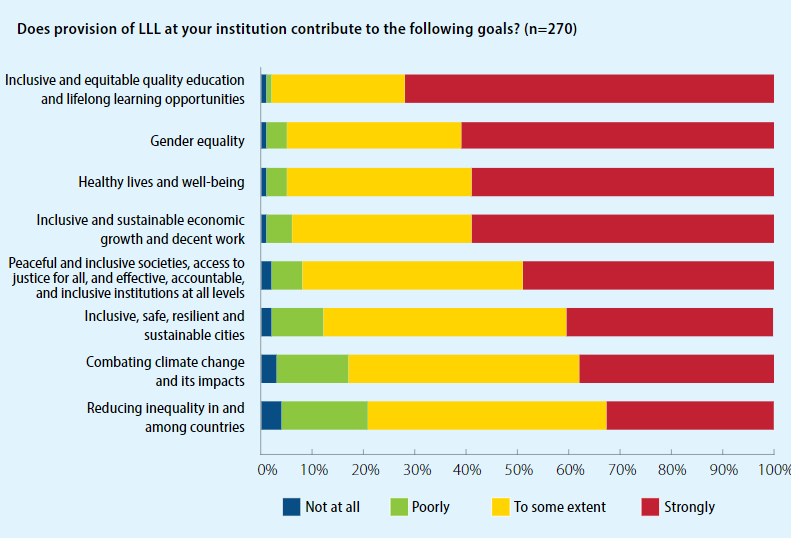 Does provision of LLL at your institution contribute to the following goals? (n=270)
Inclusive and equitable quality education
and lifelong learning opportunities
Gender equality
Healthy lives and well-being
Inclusive and sustainable economic
growth and decent work
Peaceful and inclusive societies, access to
justice for all, and effective, accountable,
and inclusive institutions at all levels
Inclusive, safe, resilient and
sustainable cities
Combating climate change
and its impacts
Reducing inequality in and
among countries
0% 10% 20% 30% 40% 50% 60% 70% 80% 90% 100%
Not at all Poorly To some extent Strongly